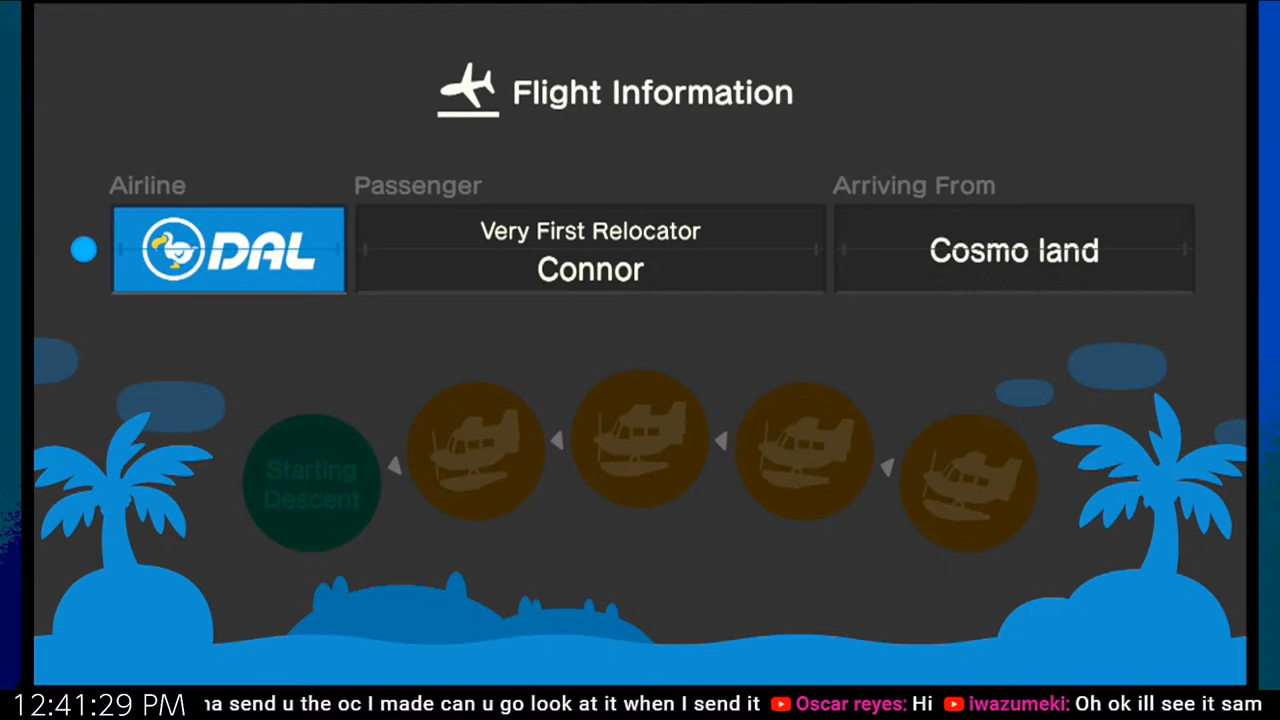 Flight Information
Airline
Passenger
Arriving From
DAL
Very First Relocator
Connor
Cosmo land
Starting
Descent
12:41:29 PM
na send u the oc I made can u go look at it when I send it Oscar reyes: Hi iwazumeki: Oh ok ill see it sam